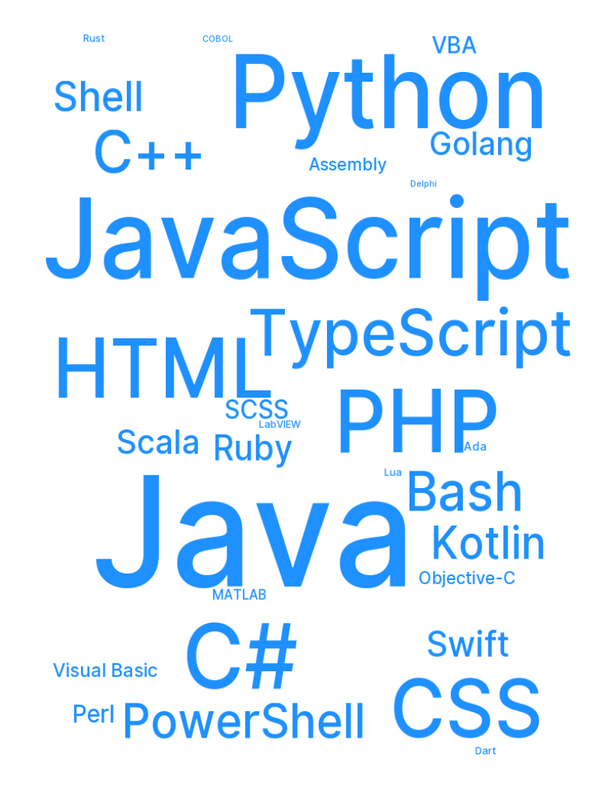 Rust
COBOL
VBA
Python
Shell
C++
Golang
Assembly
Delphi
JavaScript
TypeScript
HTML
SCSS
LabVIEW
PHP
Scala
Ruby
Ada
Lua
Java
Bash
Kotlin
Objective-C
MATLAB
C#
Swift
Visual Basic
CSS
Perl
PowerShell
Dart